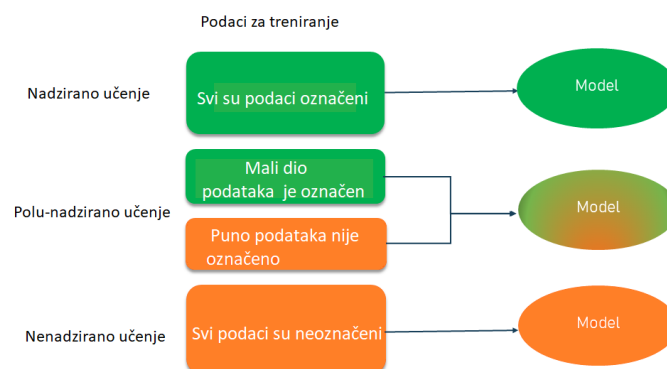 Podaci za treniranje
Nadzirano učenje
Svi su podaci označeni
Model
Polu-nadzirano učenje
Mali dio
podataka je označen
Puno podataka nije
označeno
Model
Nenadzirano učenje
Svi podaci su neoznačeni
Model